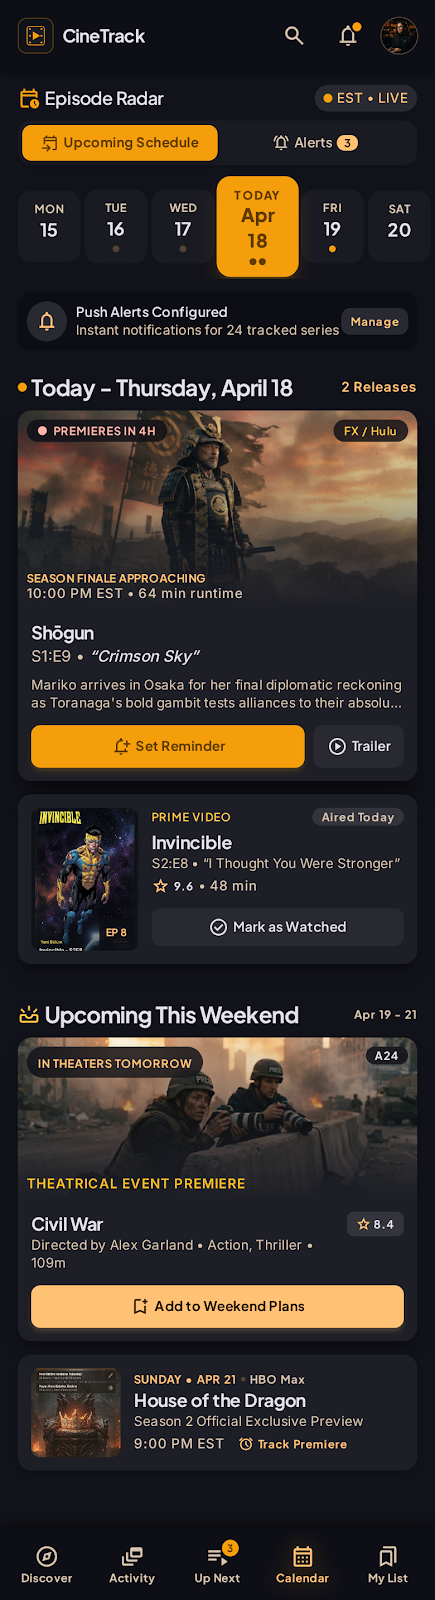 CineTrack
Episode Radar
EST • LIVE
Upcoming Schedule
Alerts 3
MON
15
TUE
16
WED
17
TODAY
Apr
18
FRI
19
SAT
20
Push Alerts Configured
Instant notifications for 24 tracked series
Manage
Today - Thursday, April 18
2 Releases
PREMIERES IN 4H
FX / Hulu
SEASON FINALE APPROACHING
10:00 PM EST • 64 min runtime
Shōgun
S1:E9 • “Crimson Sky”
Mariko arrives in Osaka for her final diplomatic reckoning
as Toranaga's bold gambit tests alliances to their absolu...
Set Reminder
Trailer
INVINCIBLE
EP 8
PRIME VIDEO
Aired Today
Invincible
S2:E8 • “I Thought You Were Stronger”
9.6 • 48 min
Mark as Watched
Upcoming This Weekend
Apr 19 - 21
IN THEATERS TOMORROW
A24
PRESS
THEATRICAL EVENT PREMIERE
Civil War
8.4
Directed by Alex Garland • Action, Thriller •
109m
Add to Weekend Plans
SUNDAY • APR 21 • HBO Max
House of the Dragon
Season 2 Official Exclusive Preview
9:00 PM EST
Track Premiere
3
Discover
Activity
Up Next
Calendar
My List